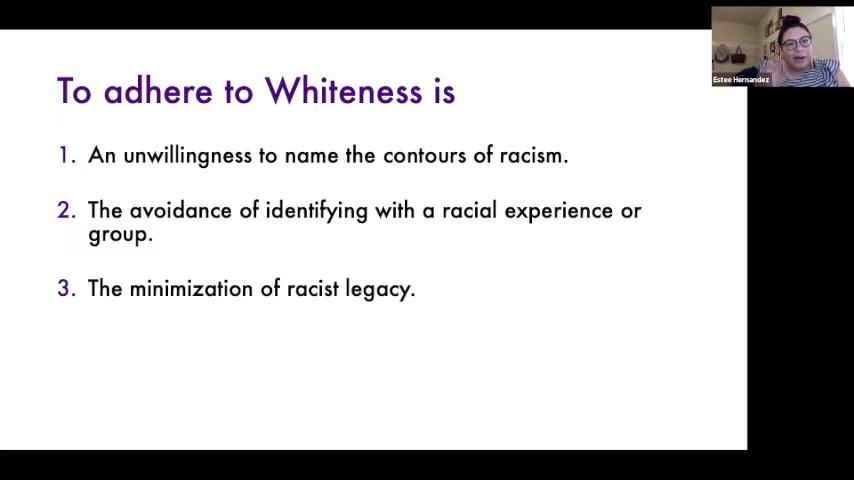 To adhere to Whiteness is
1. An unwillingness to name the contours of racism.
2. The avoidance of identifying with a racial experience or
group.
3. The minimization of racist legacy.
Estee Hernandez